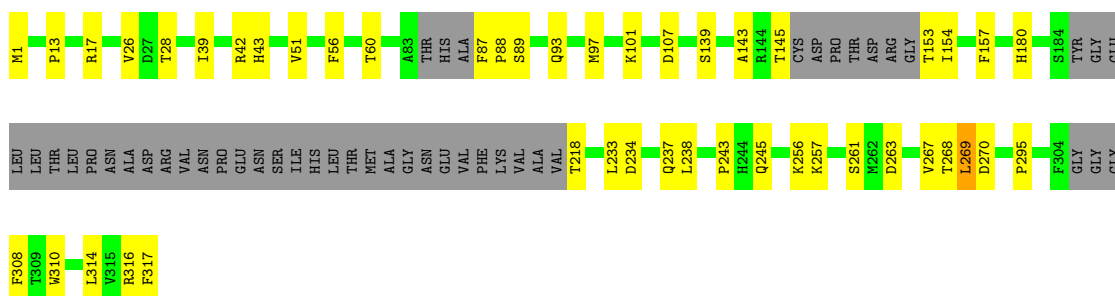 M1 P13 R17 V26 D27 T28 I39 R42 H43 V51 F56 T60 A83 THR HIS ALA F87 P88 S89 Q93 M97 K101 D107 S139 A143 R144 T145 CYS ASP PRO THR ASP ARG GLY T153 I154 F157 H180 S184 TYR GLY GLU
LEU LEU THR LEU PRO ASN ALA ASP ARG VAL ASN PRO GLU ASN SER ILE HIS LEU THR MET ALA GLY ASN GLU VAL PHE LYS VAL ALA VAL T218 L233 D234 Q237 L238 P243 H244 Q245 K256 K257 S261 M262 D263 V267 T268 L269 D270 P295 F304 GLY GLY GLY
F308 T309 W310 L314 V315 R316 F317